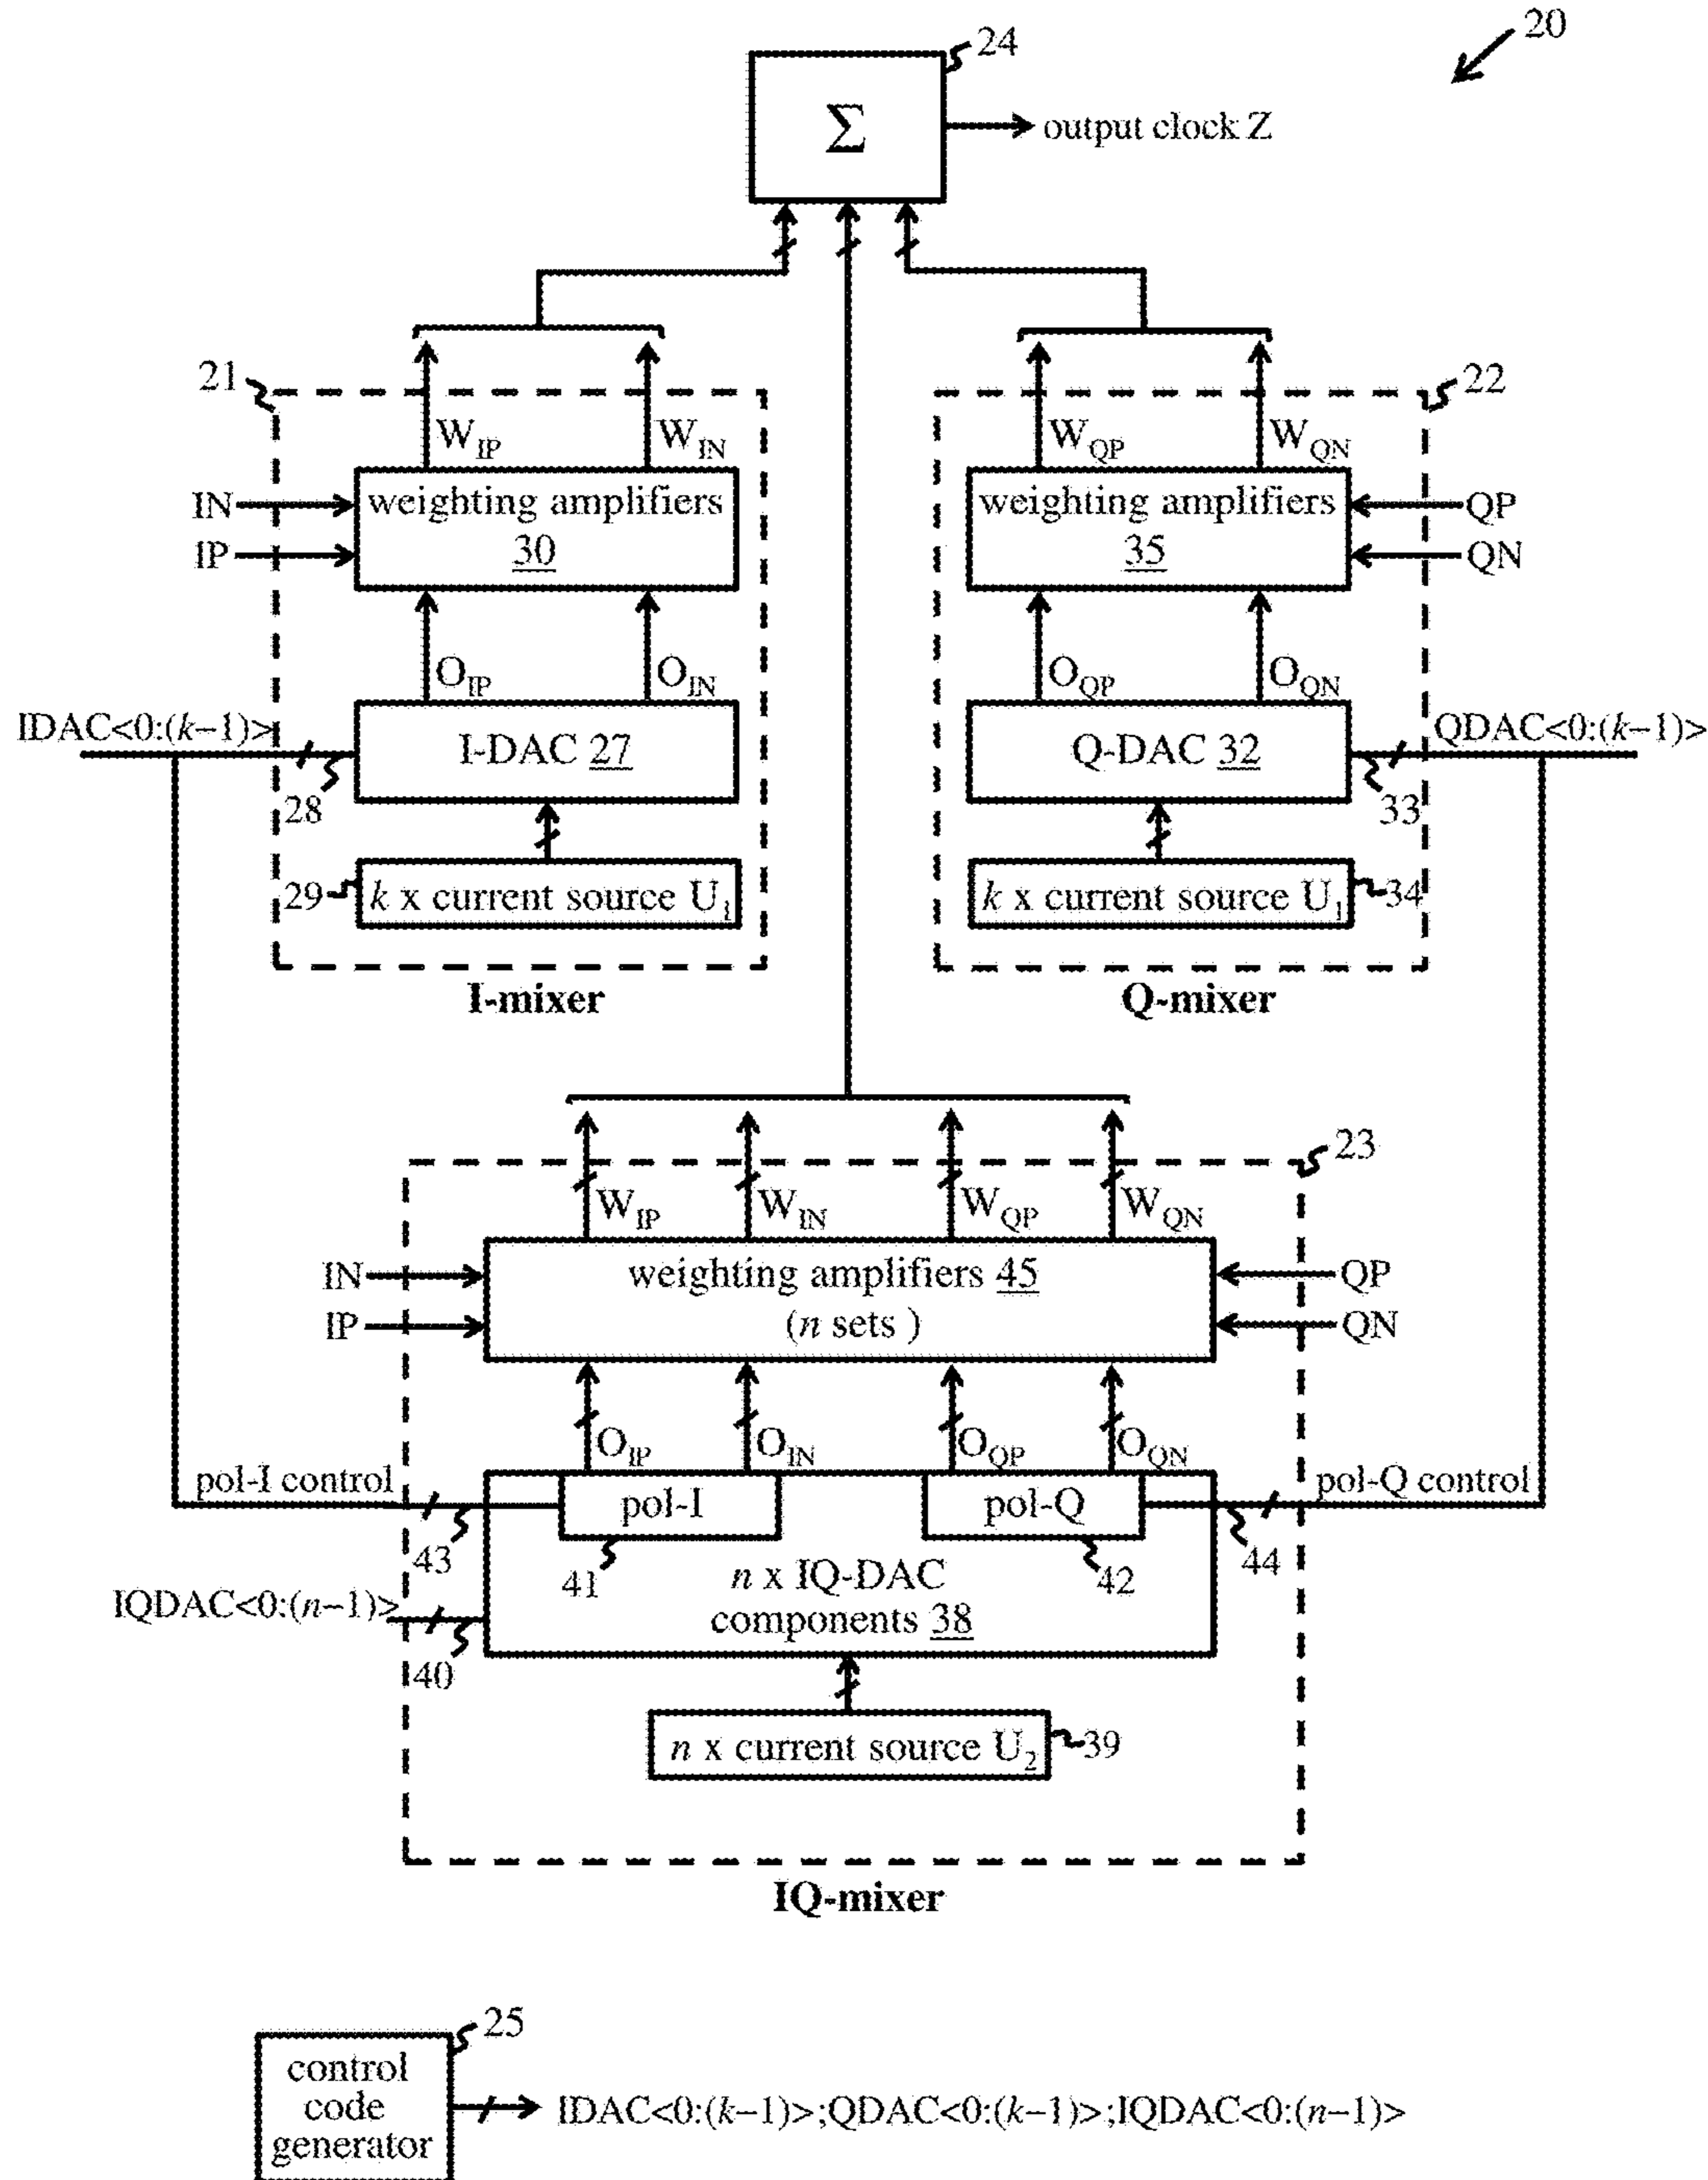 20
24
Σ
output clock Z
21
22
W_IP W_IN
W_QP W_QN
IN
IP
weighting amplifiers
30
weighting amplifiers
35
QP
QN
O_IP O_IN
O_QP O_QN
IDAC<0:(k−1)>
I-DAC 27
28
Q-DAC 32
QDAC<0:(k−1)>
33
29
k x current source U_1
k x current source U_1
34
I-mixer
Q-mixer
23
W_IP W_IN W_QP W_QN
IN
IP
weighting amplifiers 45
(n sets )
QP
QN
O_IP O_IN O_QP O_QN
pol-I control
pol-I
pol-Q
pol-Q control
43
41
42
44
n x IQ-DAC
components 38
IQDAC<0:(n−1)>
40
n x current source U_2
39
IQ-mixer
25
control
code
generator
IDAC<0:(k−1)>;QDAC<0:(k−1)>;IQDAC<0:(n−1)>